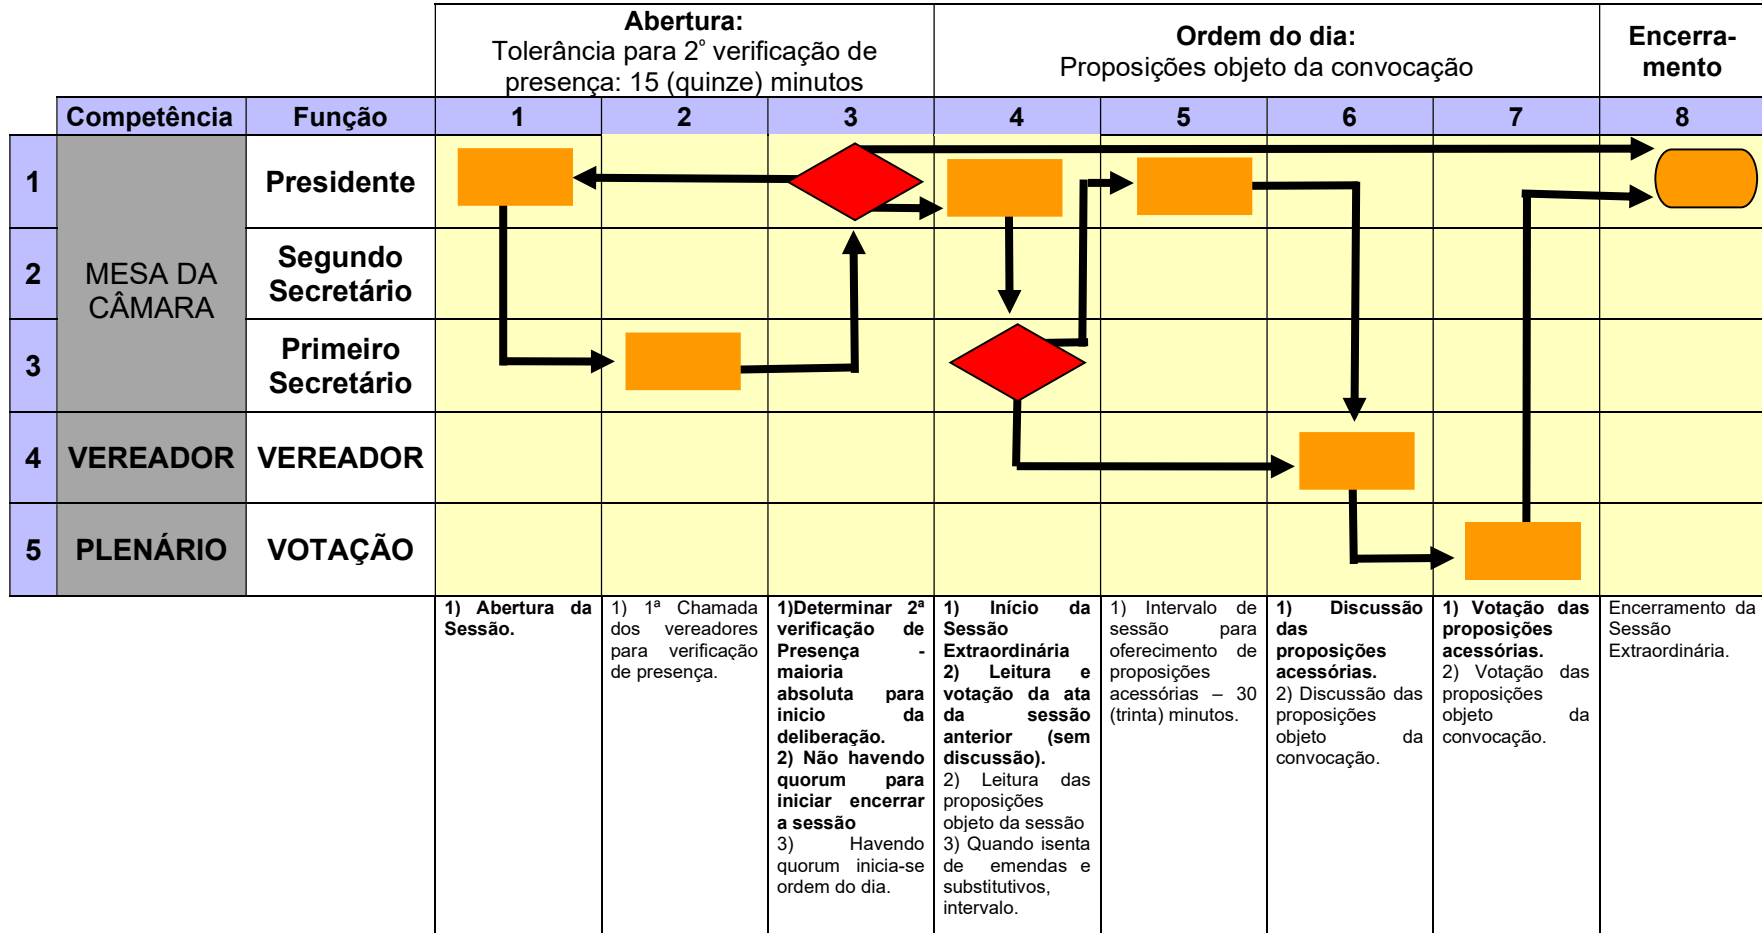 Abertura:
Tolerância para 2º verificação de
presença: 15 (quinze) minutos
Ordem do dia:
Proposições objeto da convocação
Encerra-
mento
Competência Função 1 2 3 4 5 6 7 8
1 Presidente
2 Segundo
Secretário
MESA DA
CÂMARA
3 Primeiro
Secretário
4 VEREADOR VEREADOR
5 PLENÁRIO VOTAÇÃO
1) Abertura da
Sessão.
1) 1ª Chamada
dos vereadores
para verificação
de presença.
1)Determinar 2ª
verificação de
Presença -
maioria
absoluta para
inicio da
deliberação.
2) Não havendo
quorum para
iniciar encerrar
a sessão
3) Havendo
quorum inicia-se
ordem do dia.
1) Início da
Sessão
Extraordinária
2) Leitura e
votação da ata
da sessão
anterior (sem
discussão).
2) Leitura das
proposições
objeto da sessão
3) Quando isenta
de emendas e
substitutivos,
intervalo.
1) Intervalo de
sessão para
oferecimento de
proposições
acessórias – 30
(trinta) minutos.
1) Discussão
das
proposições
acessórias.
2) Discussão das
proposições
objeto da
convocação.
1) Votação das
proposições
acessórias.
2) Votação das
proposições
objeto da
convocação.
Encerramento da
Sessão
Extraordinária.